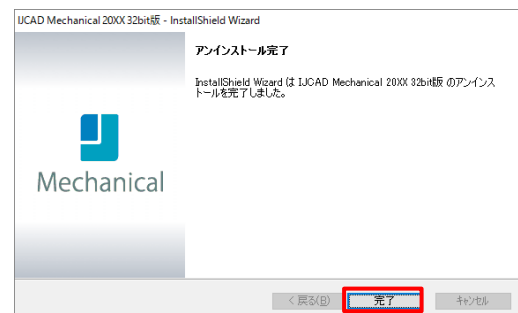 IJCAD Mechanical 20XX 32bit版 - InstallShield Wizard
アンインストール完了
InstallShield Wizard は IJCAD Mechanical 20XX 32bit版 のアンインス
トールを完了しました。
Mechanical
< 戻る(B)
完了
キャンセル